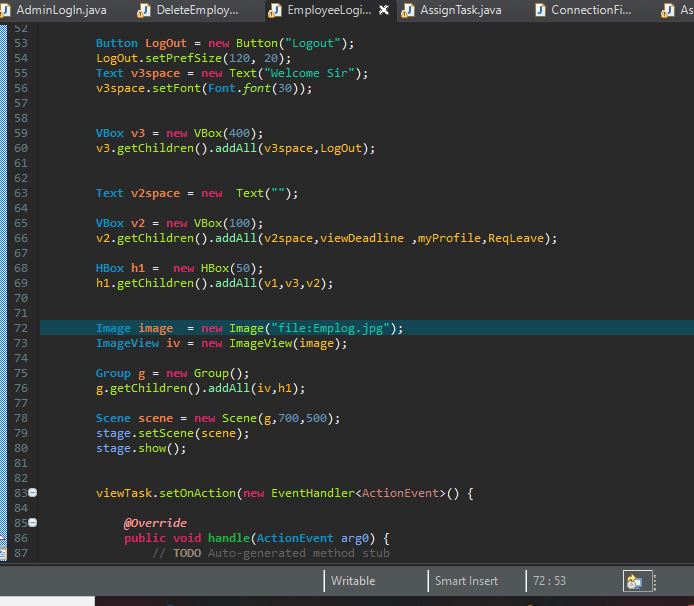 AdminLogIn.java DeleteEmploy... EmployeeLogi... AssignTask.java ConnectionFi... As
52
53 Button LogOut = new Button("Logout");
54 LogOut.setPrefSize(120, 20);
55 Text v3space = new Text("Welcome Sir");
56 v3space.setFont(Font.font(30));
57
58
59 VBox v3 = new VBox(400);
60 v3.getChildren().addAll(v3space,LogOut);
61
62
63 Text v2space = new  Text("");
64
65 VBox v2 = new VBox(100);
66 v2.getChildren().addAll(v2space,viewDeadline ,myProfile,ReqLeave);
67
68 HBox h1 =  new HBox(50);
69 h1.getChildren().addAll(v1,v3,v2);
70
71
72 Image image  = new Image("file:Emplog.jpg");
73 ImageView iv = new ImageView(image);
74
75 Group g = new Group();
76 g.getChildren().addAll(iv,h1);
77
78 Scene scene = new Scene(g,700,500);
79 stage.setScene(scene);
80 stage.show();
81
82
83 viewTask.setOnAction(new EventHandler<ActionEvent>() {
84
85 @Override
86 public void handle(ActionEvent arg0) {
87 // TODO Auto-generated method stub
Writable Smart Insert 72 : 53